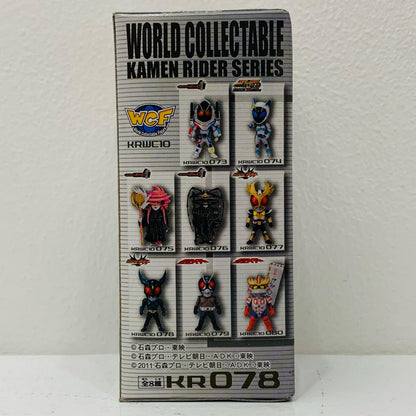 WORLD COLLECTABLE
KAMEN RIDER SERIES
WCF
World Collectable Figure
KRWC10
KRWC10 073
KRWC10 074
KRWC10 075
KRWC10 076
KRWC10 077
KRWC10 078
KRWC10 079
KRWC10 080
©石森プロ・東映
©石森プロ・テレビ朝日・ADK・東映
©2011 石森プロ・テレビ朝日・ADK・東映
全8種 KR078